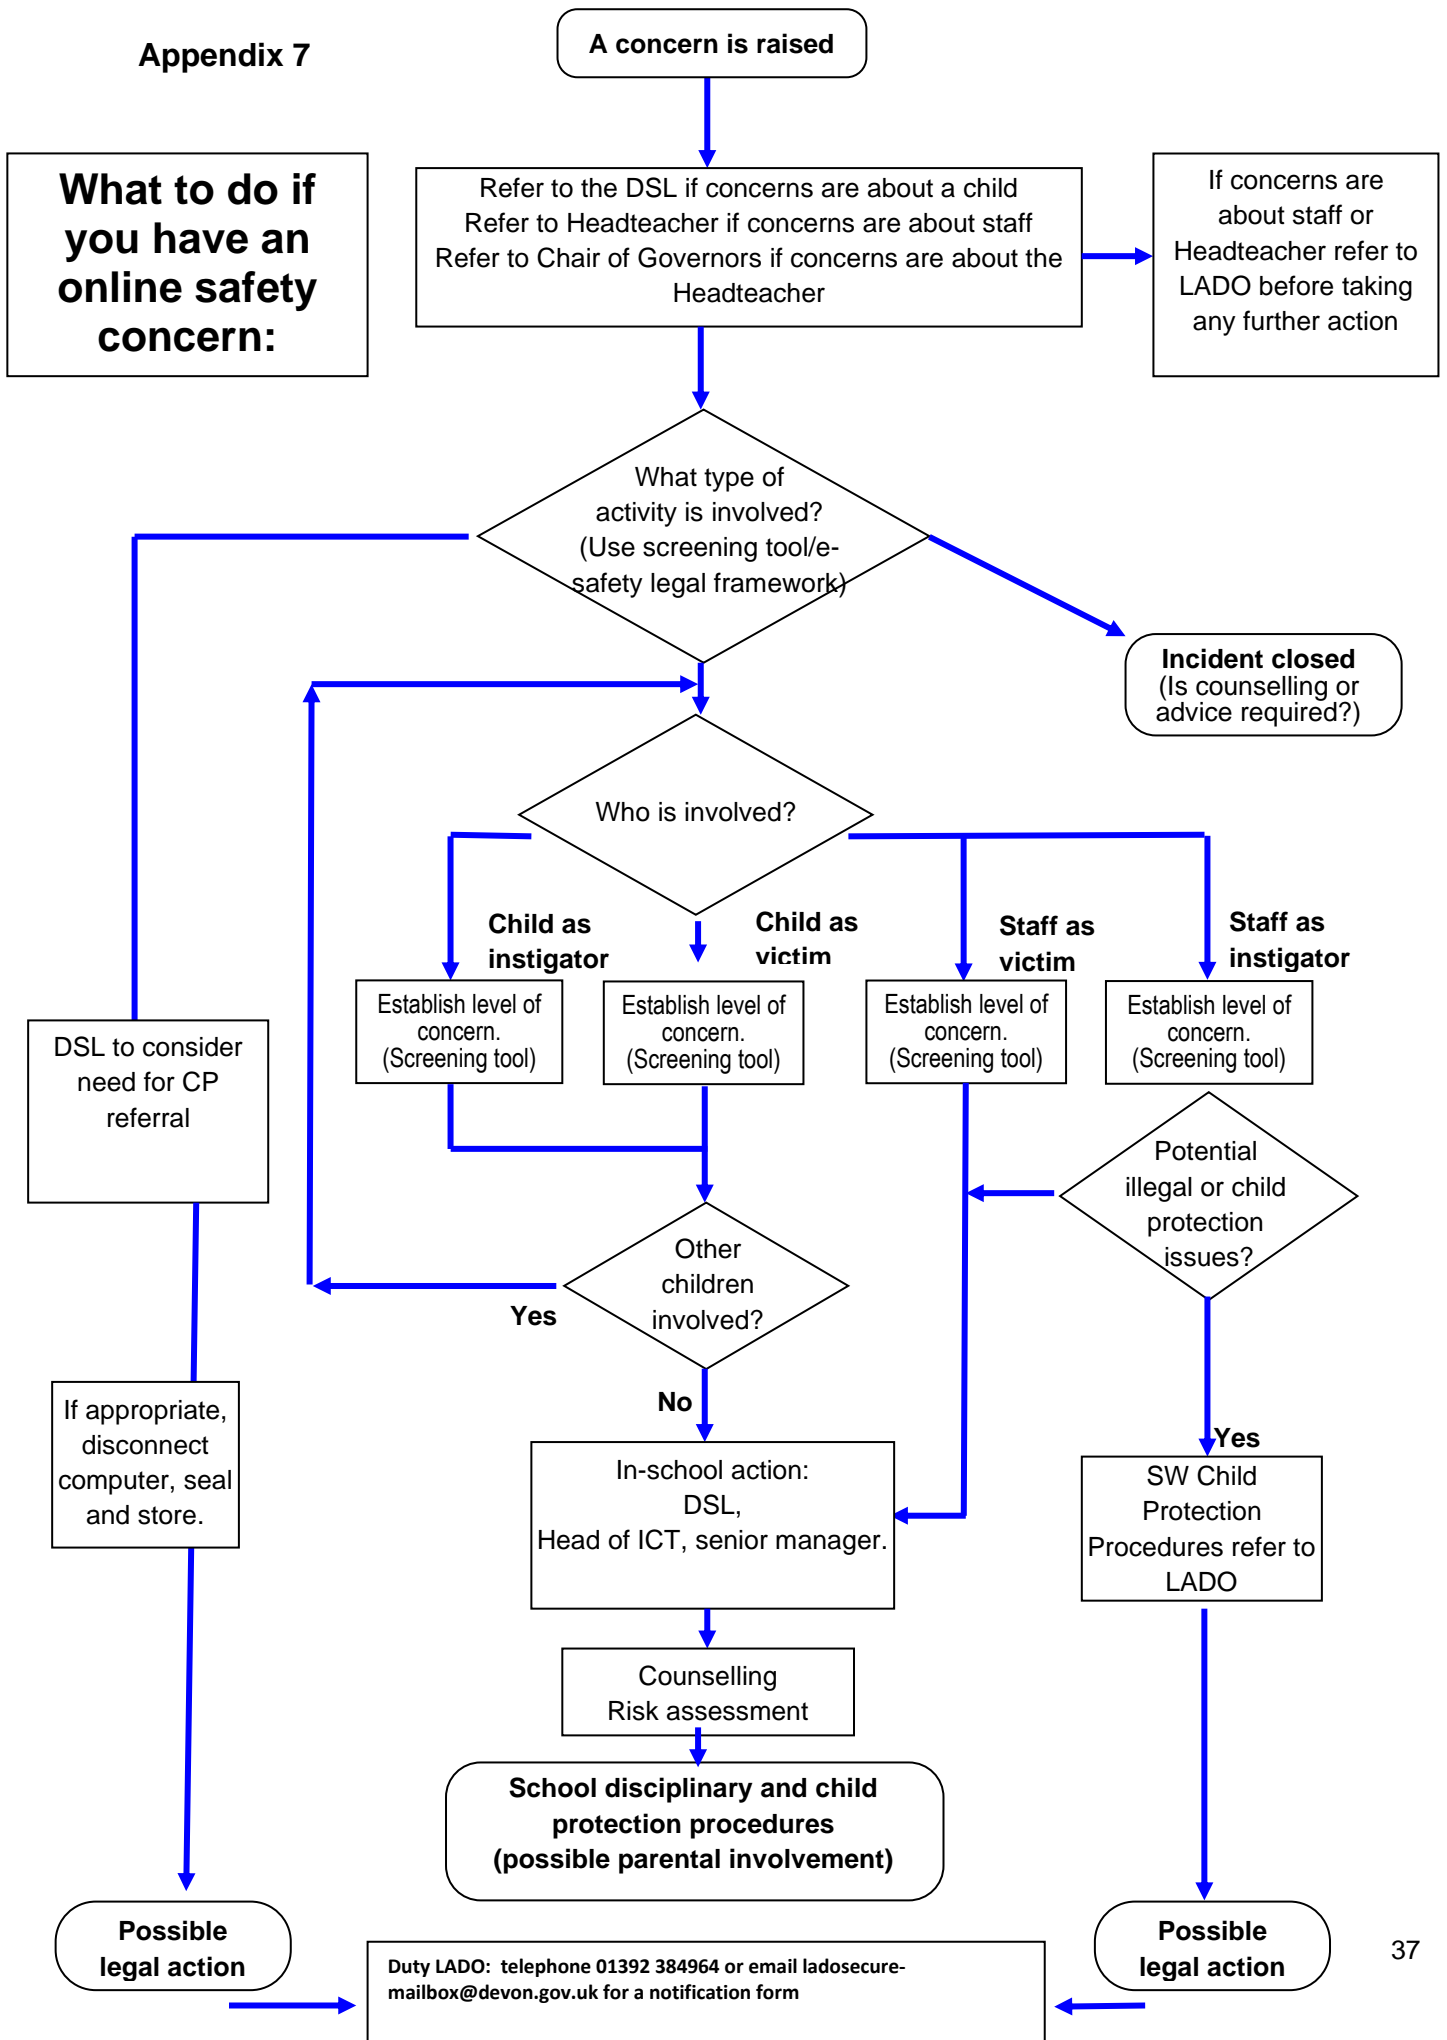 Appendix 7
A concern is raised
What to do if
you have an
online safety
concern:
Refer to the DSL if concerns are about a child
Refer to Headteacher if concerns are about staff
Refer to Chair of Governors if concerns are about the
Headteacher
If concerns are
about staff or
Headteacher refer to
LADO before taking
any further action
What type of
activity is involved?
(Use screening tool/e-
safety legal framework)
Incident closed
(Is counselling or
advice required?)
Who is involved?
Child as
instigator
Child as
victim
Staff as
victim
Staff as
instigator
Establish level of
concern.
(Screening tool)
Establish level of
concern.
(Screening tool)
Establish level of
concern.
(Screening tool)
Establish level of
concern.
(Screening tool)
DSL to consider
need for CP
referral
Potential
illegal or child
protection
issues?
Other
children
involved?
Yes
No
Yes
If appropriate,
disconnect
computer, seal
and store.
In-school action:
DSL,
Head of ICT, senior manager.
SW Child
Protection
Procedures refer to
LADO
Counselling
Risk assessment
School disciplinary and child
protection procedures
(possible parental involvement)
Possible
legal action
Possible
legal action
Duty LADO:  telephone 01392 384964 or email ladosecure-
mailbox@devon.gov.uk for a notification form
37